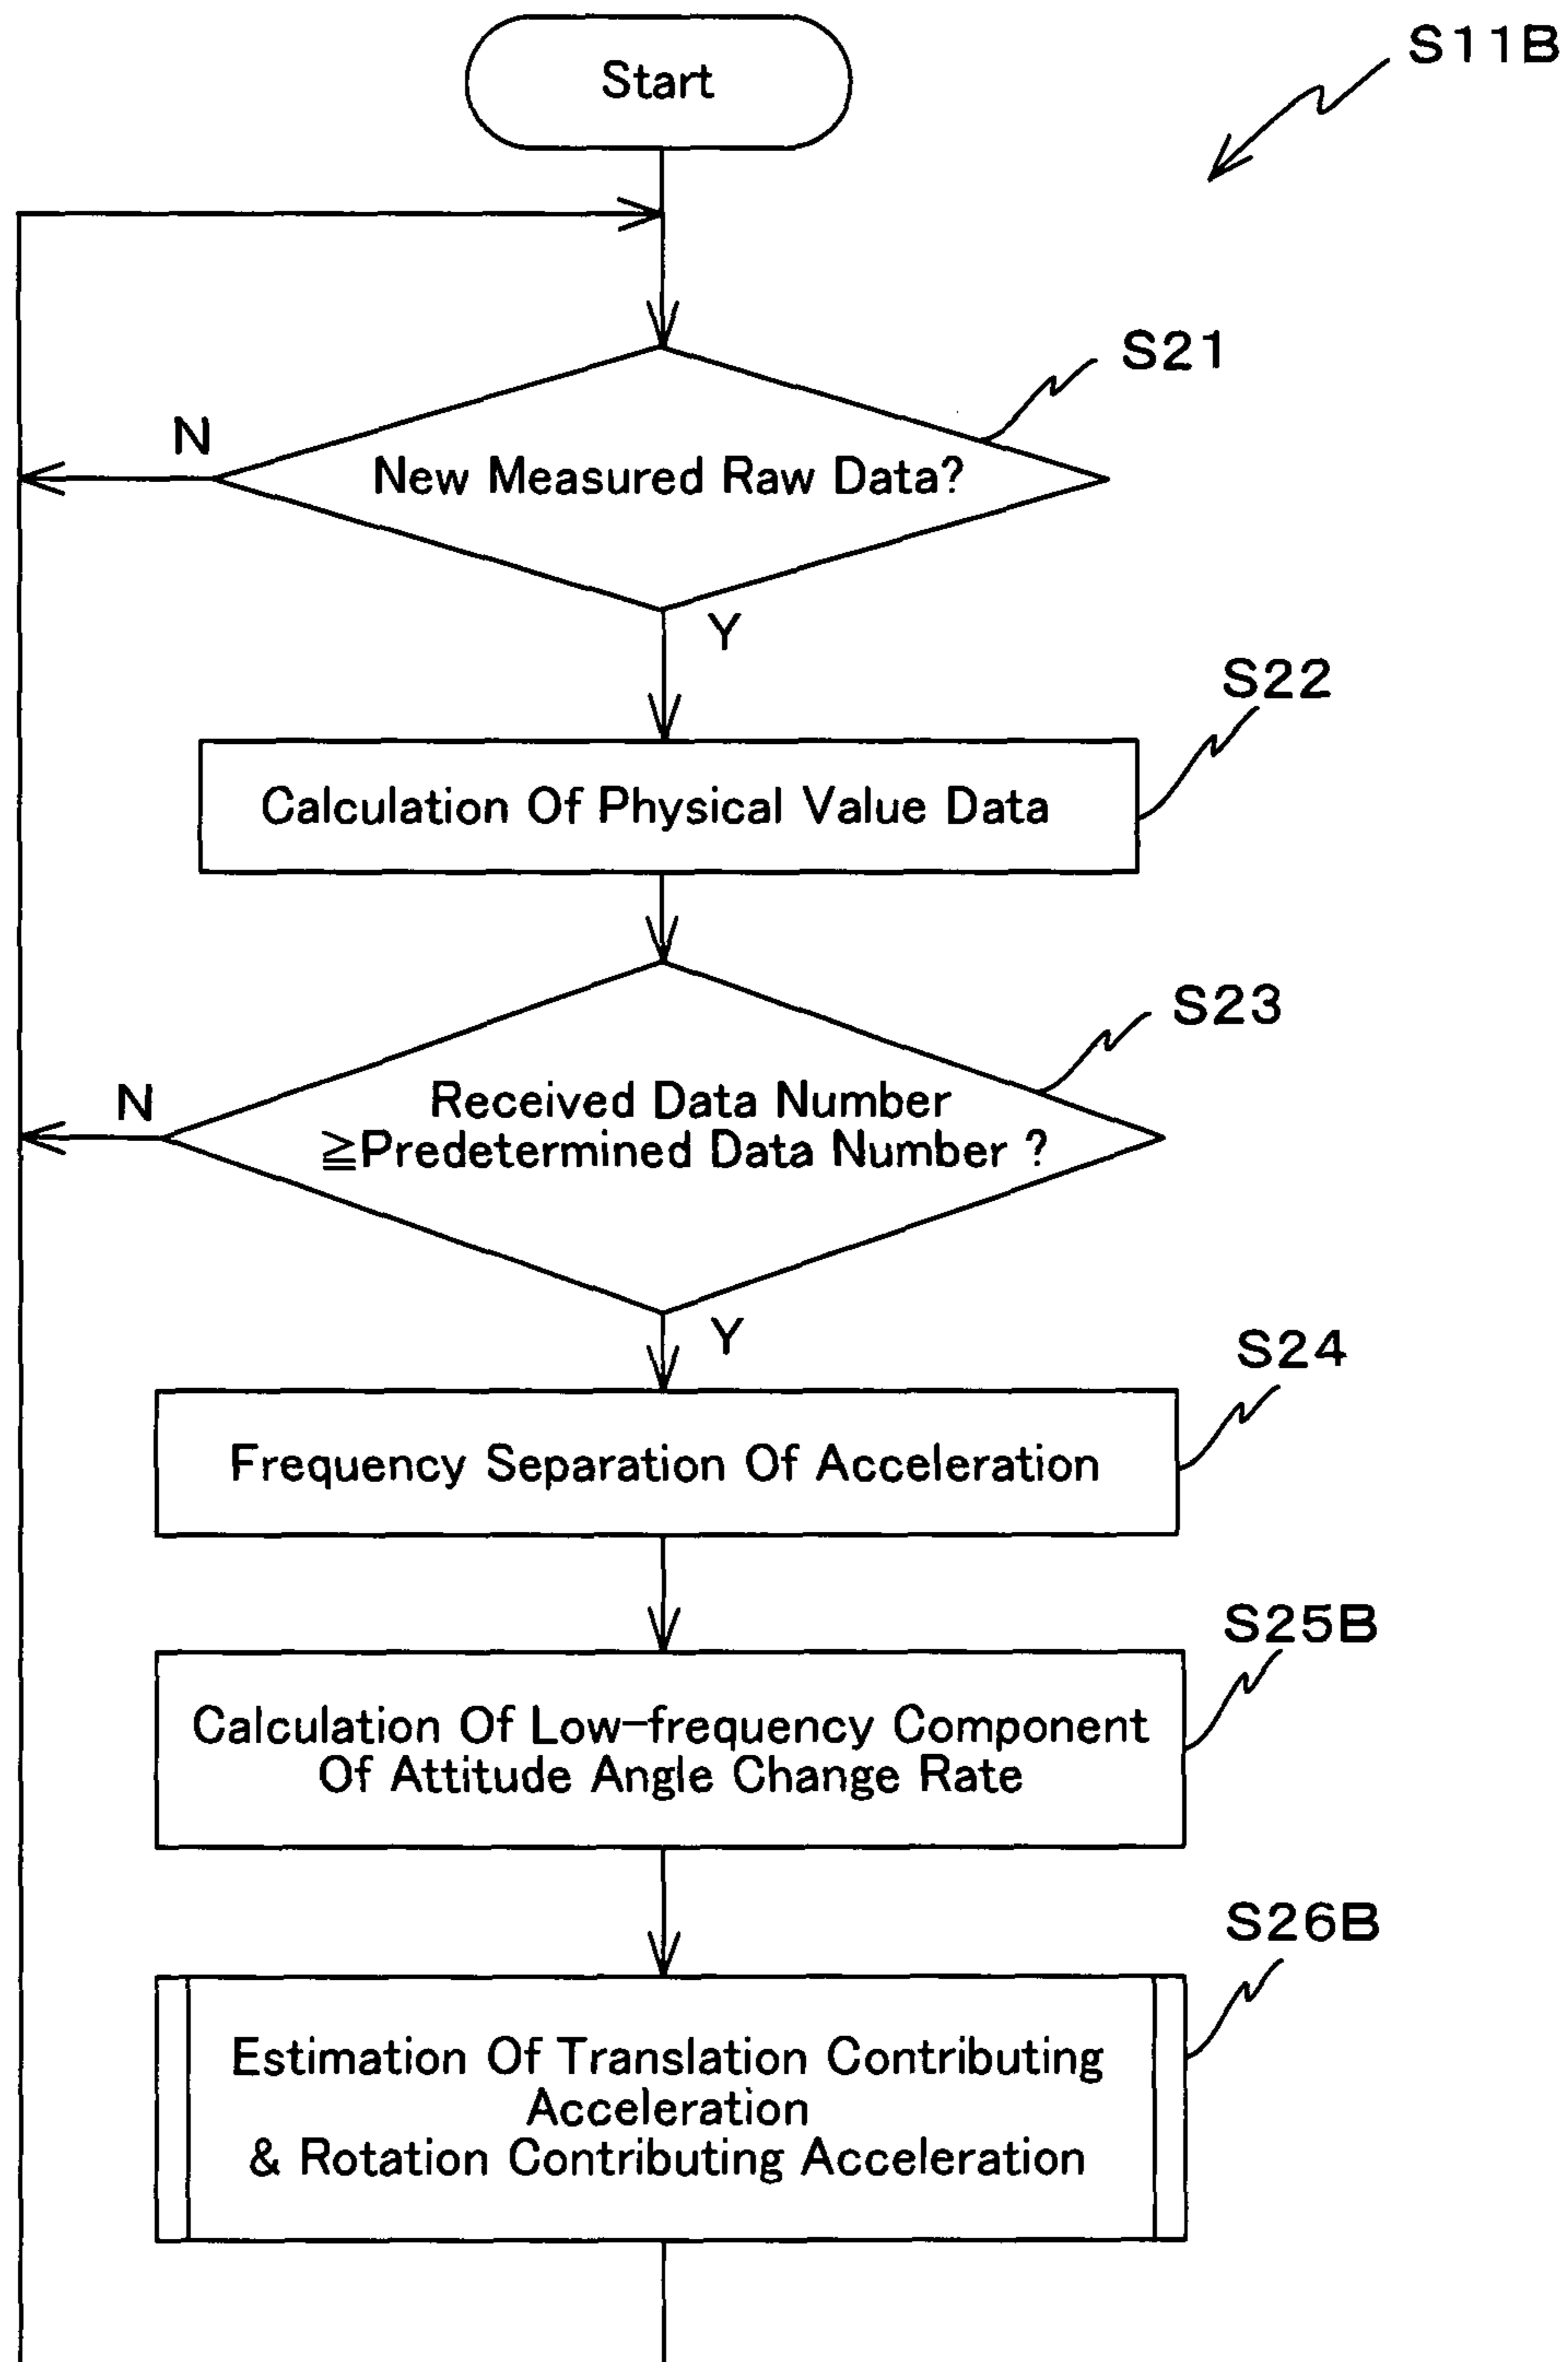 Start
S11B
S21
N
New Measured Raw Data?
Y
S22
Calculation Of Physical Value Data
S23
N
Received Data Number
≧Predetermined Data Number ?
Y
S24
Frequency Separation Of Acceleration
S25B
Calculation Of Low-frequency Component
Of Attitude Angle Change Rate
S26B
Estimation Of Translation Contributing
Acceleration
& Rotation Contributing Acceleration